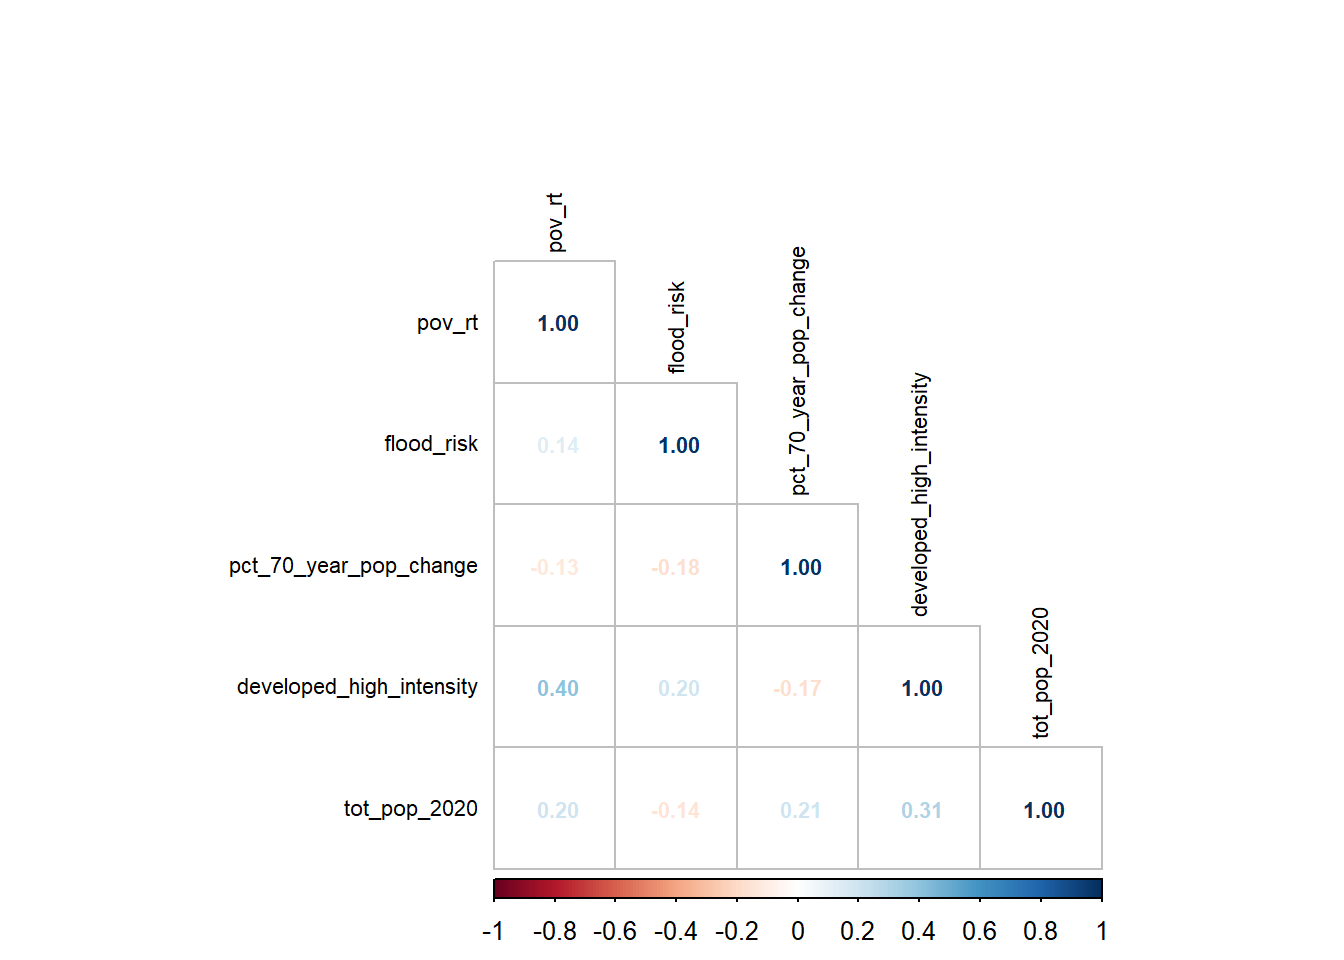 pov_rt
flood_risk
pct_70_year_pop_change
developed_high_intensity
tot_pop_2020
pov_rt 1.00
flood_risk 0.14 1.00
pct_70_year_pop_change -0.13 -0.18 1.00
developed_high_intensity 0.40 0.20 -0.17 1.00
tot_pop_2020 0.20 -0.14 0.21 0.31 1.00
-1 -0.8 -0.6 -0.4 -0.2 0 0.2 0.4 0.6 0.8 1